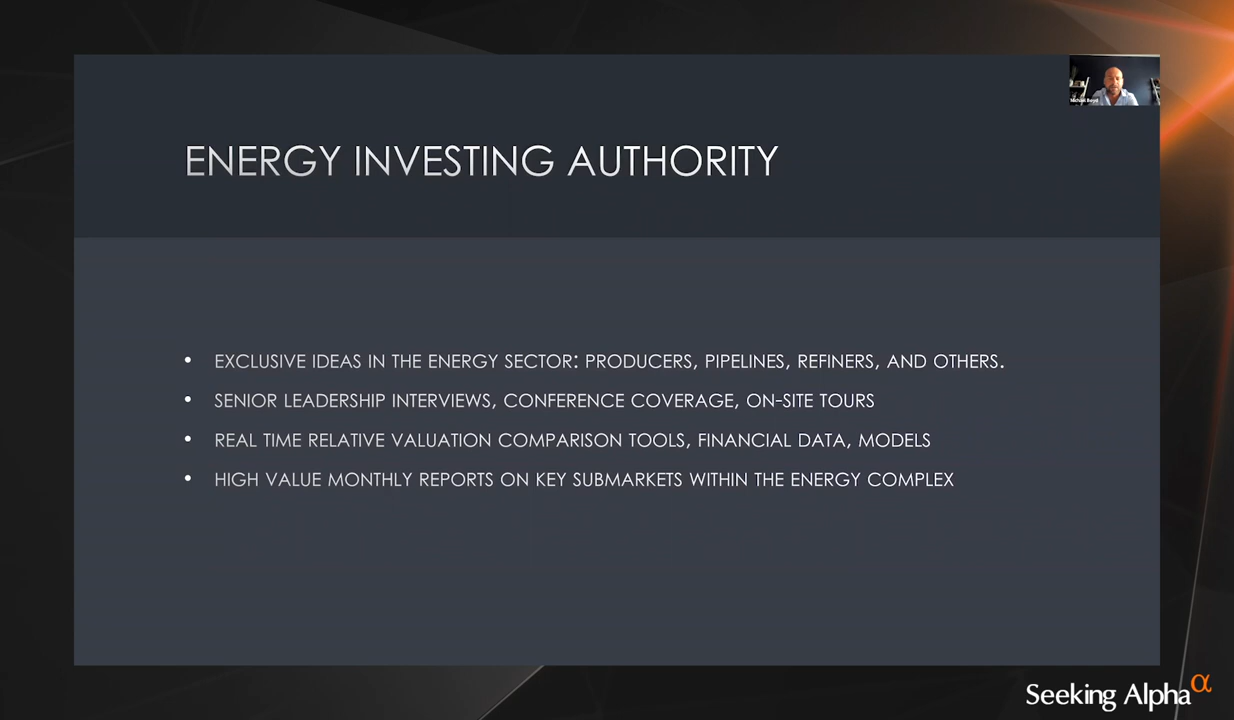 Michael Boyd
ENERGY INVESTING AUTHORITY
• EXCLUSIVE IDEAS IN THE ENERGY SECTOR: PRODUCERS, PIPELINES, REFINERS, AND OTHERS.
• SENIOR LEADERSHIP INTERVIEWS, CONFERENCE COVERAGE, ON-SITE TOURS
• REAL TIME RELATIVE VALUATION COMPARISON TOOLS, FINANCIAL DATA, MODELS
• HIGH VALUE MONTHLY REPORTS ON KEY SUBMARKETS WITHIN THE ENERGY COMPLEX
Seeking Alpha α